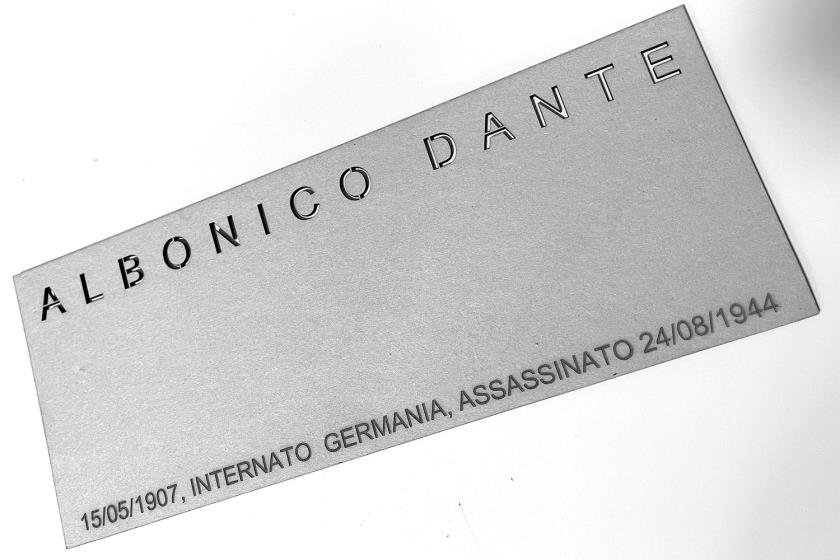 ALBONICO DANTE
15/05/1907, INTERNATO GERMANIA, ASSASSINATO 24/08/1944